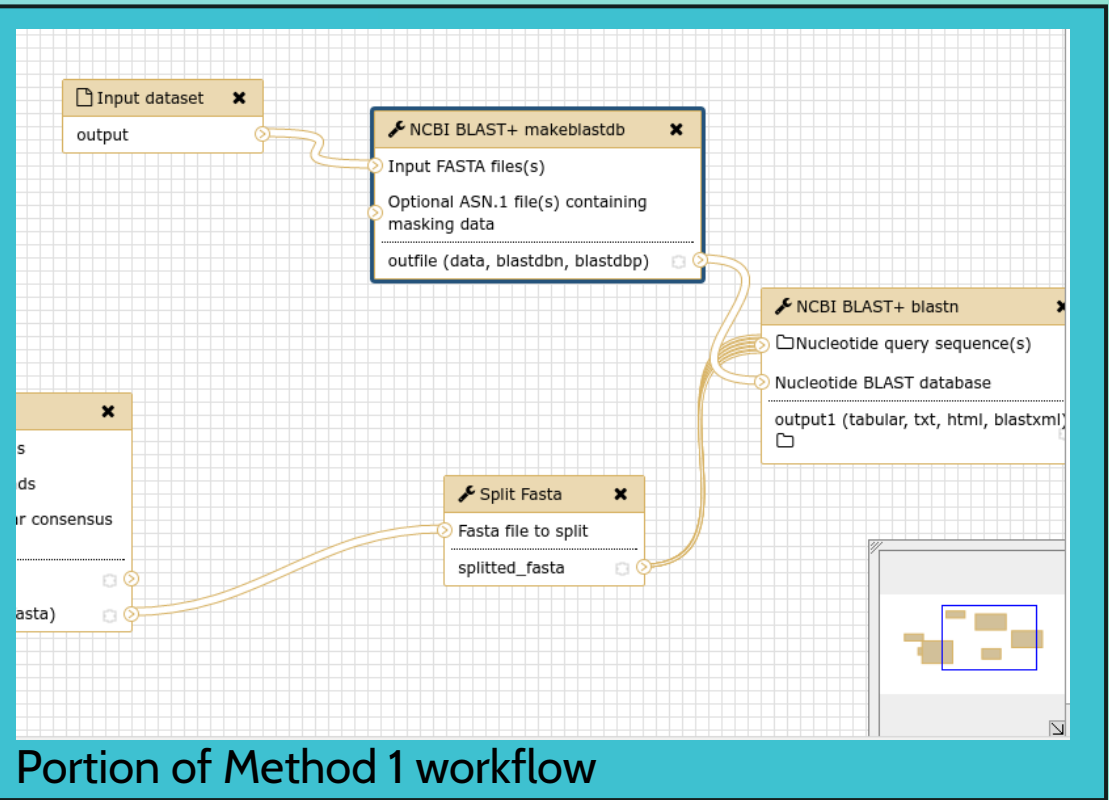 Input dataset
output
NCBI BLAST+ makeblastdb
Input FASTA files(s)
Optional ASN.1 file(s) containing
masking data
outfile (data, blastdbn, blastdbp)
NCBI BLAST+ blastn
Nucleotide query sequence(s)
Nucleotide BLAST database
output1 (tabular, txt, html, blastxml)
s
ds
r consensus
asta)
Split Fasta
Fasta file to split
splitted_fasta
Portion of Method 1 workflow